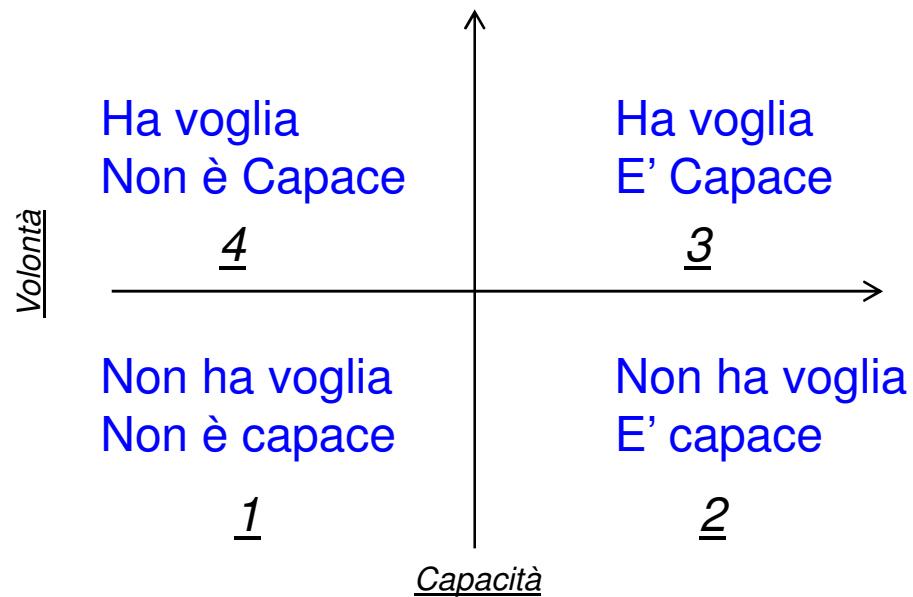 Ha voglia
Non è Capace
4
Ha voglia
E’ Capace
3
Volontà
Non ha voglia
Non è capace
1
Non ha voglia
E’ capace
2
Capacità